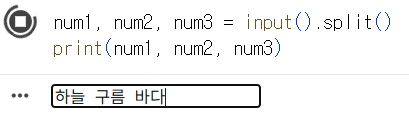 num1, num2, num3 = input().split()
print(num1, num2, num3)
하늘 구름 바다